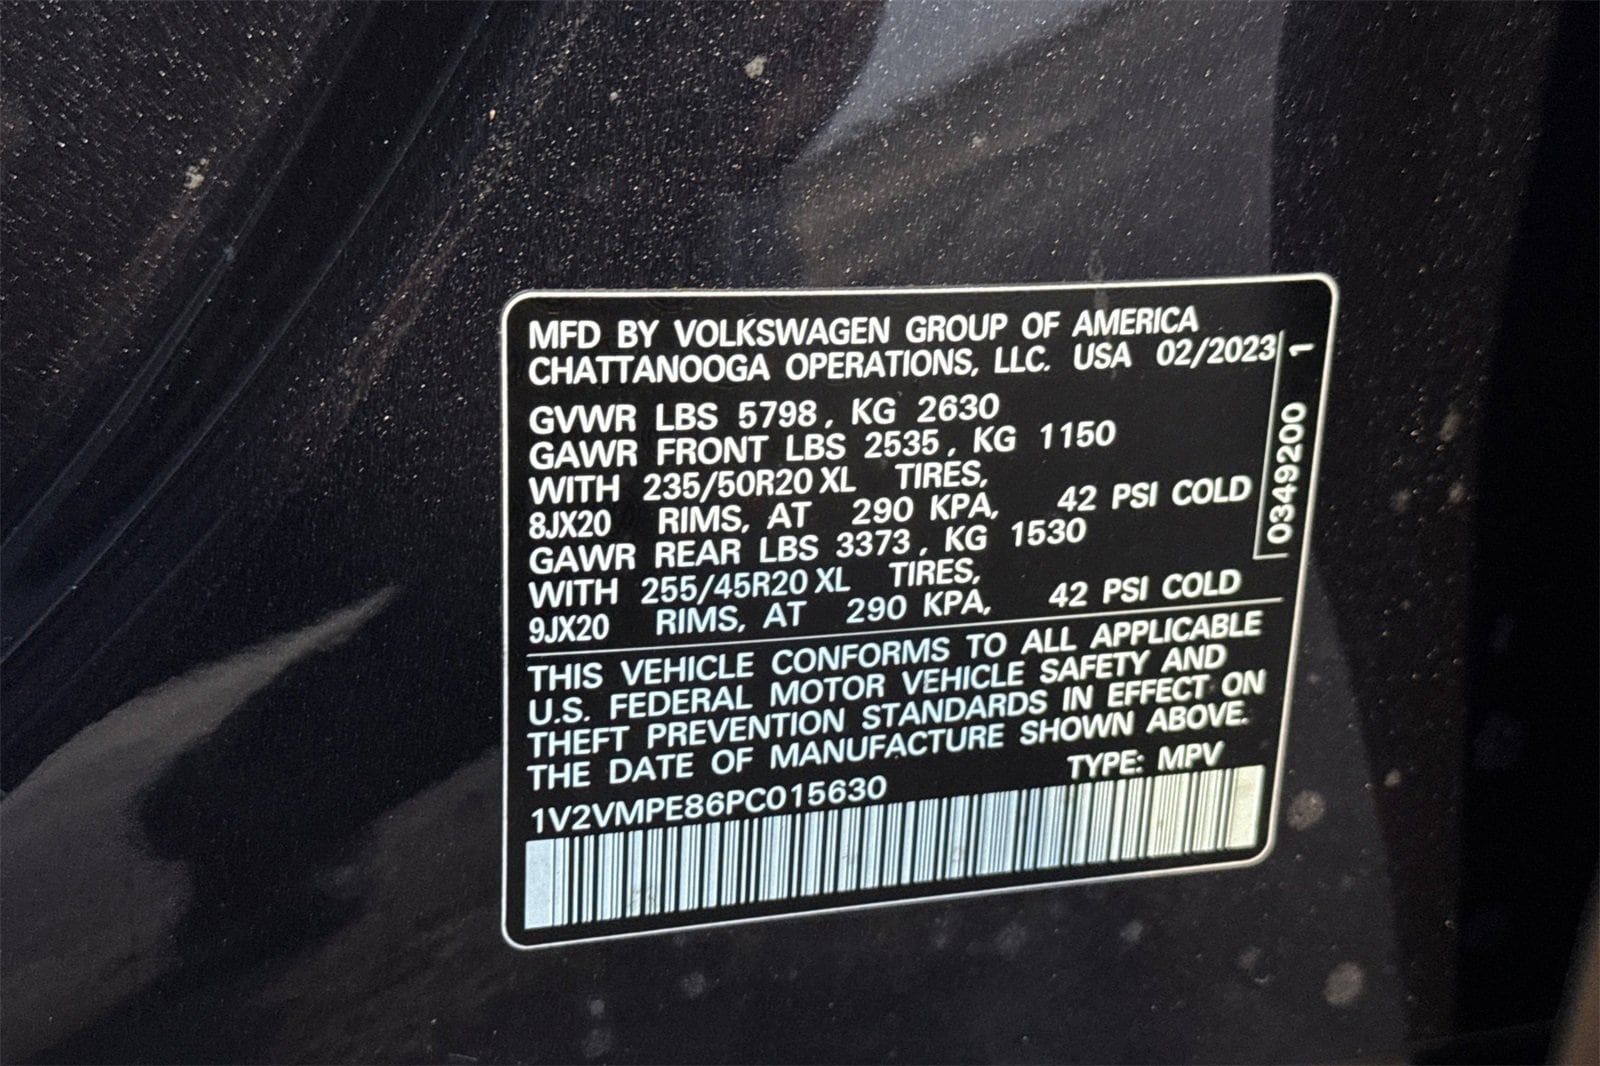 MFD BY VOLKSWAGEN GROUP OF AMERICA
CHATTANOOGA OPERATIONS, LLC. USA 02/2023
GVWR LBS 5798, KG 2630
GAWR FRONT LBS 2535, KG 1150
WITH 235/50R20 XL TIRES,
8JX20 RIMS, AT 290 KPA, 42 PSI COLD
GAWR REAR LBS 3373, KG 1530
WITH 255/45R20 XL TIRES,
9JX20 RIMS, AT 290 KPA, 42 PSI COLD
THIS VEHICLE CONFORMS TO ALL APPLICABLE
U.S. FEDERAL MOTOR VEHICLE SAFETY AND
THEFT PREVENTION STANDARDS IN EFFECT ON
THE DATE OF MANUFACTURE SHOWN ABOVE.
1V2VMPE86PC015630 TYPE: MPV
0349200 1